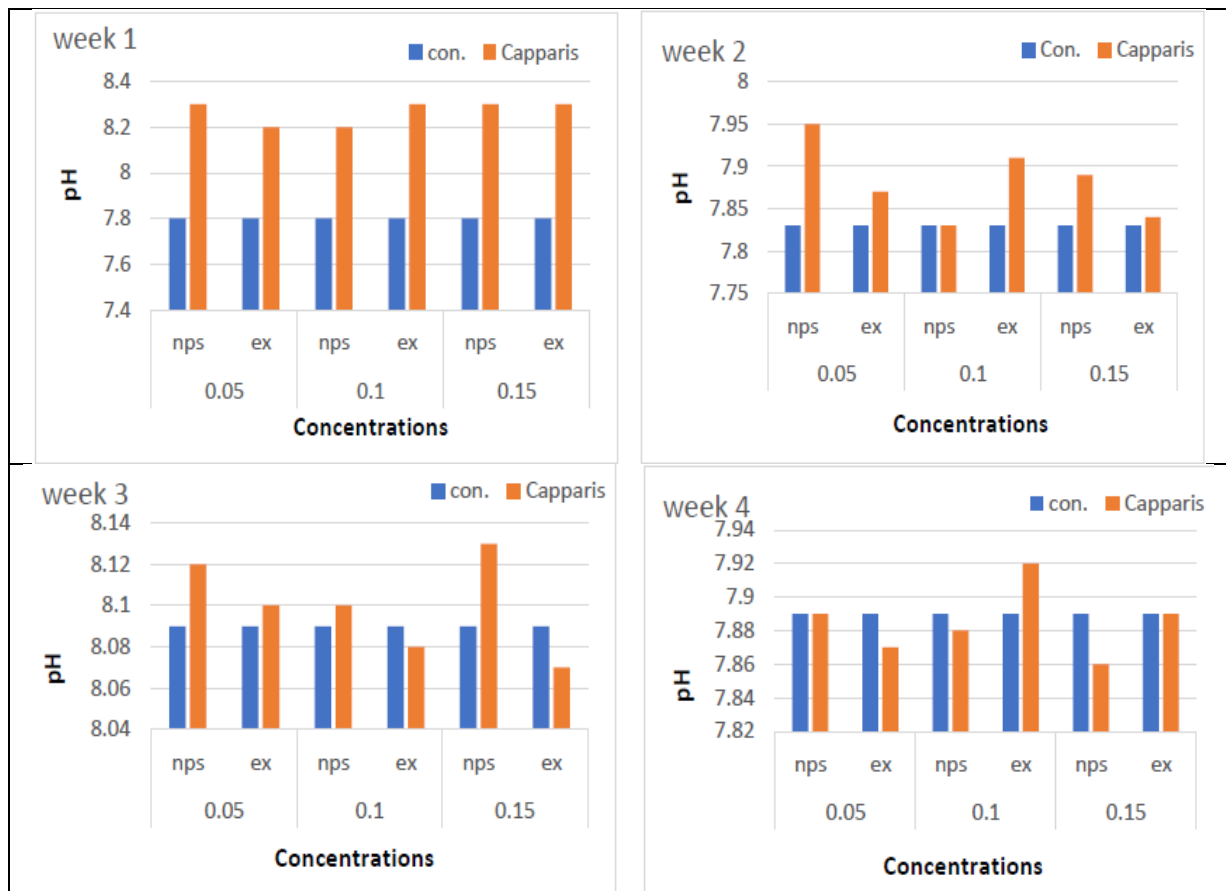 week 1
con. Capparis
pH
8.4
8.2
8
7.8
7.6
7.4
nps ex nps ex nps ex
0.05 0.1 0.15
Concentrations
week 2
Con. Capparis
pH
8
7.95
7.9
7.85
7.8
7.75
nps ex nps ex nps ex
0.05 0.1 0.15
Concentrations
week 3
con. Capparis
pH
8.14
8.12
8.1
8.08
8.06
8.04
nps ex nps ex nps ex
0.05 0.1 0.15
Concentrations
week 4
con. Capparis
pH
7.94
7.92
7.9
7.88
7.86
7.84
7.82
nps ex nps ex nps ex
0.05 0.1 0.15
Concentrations